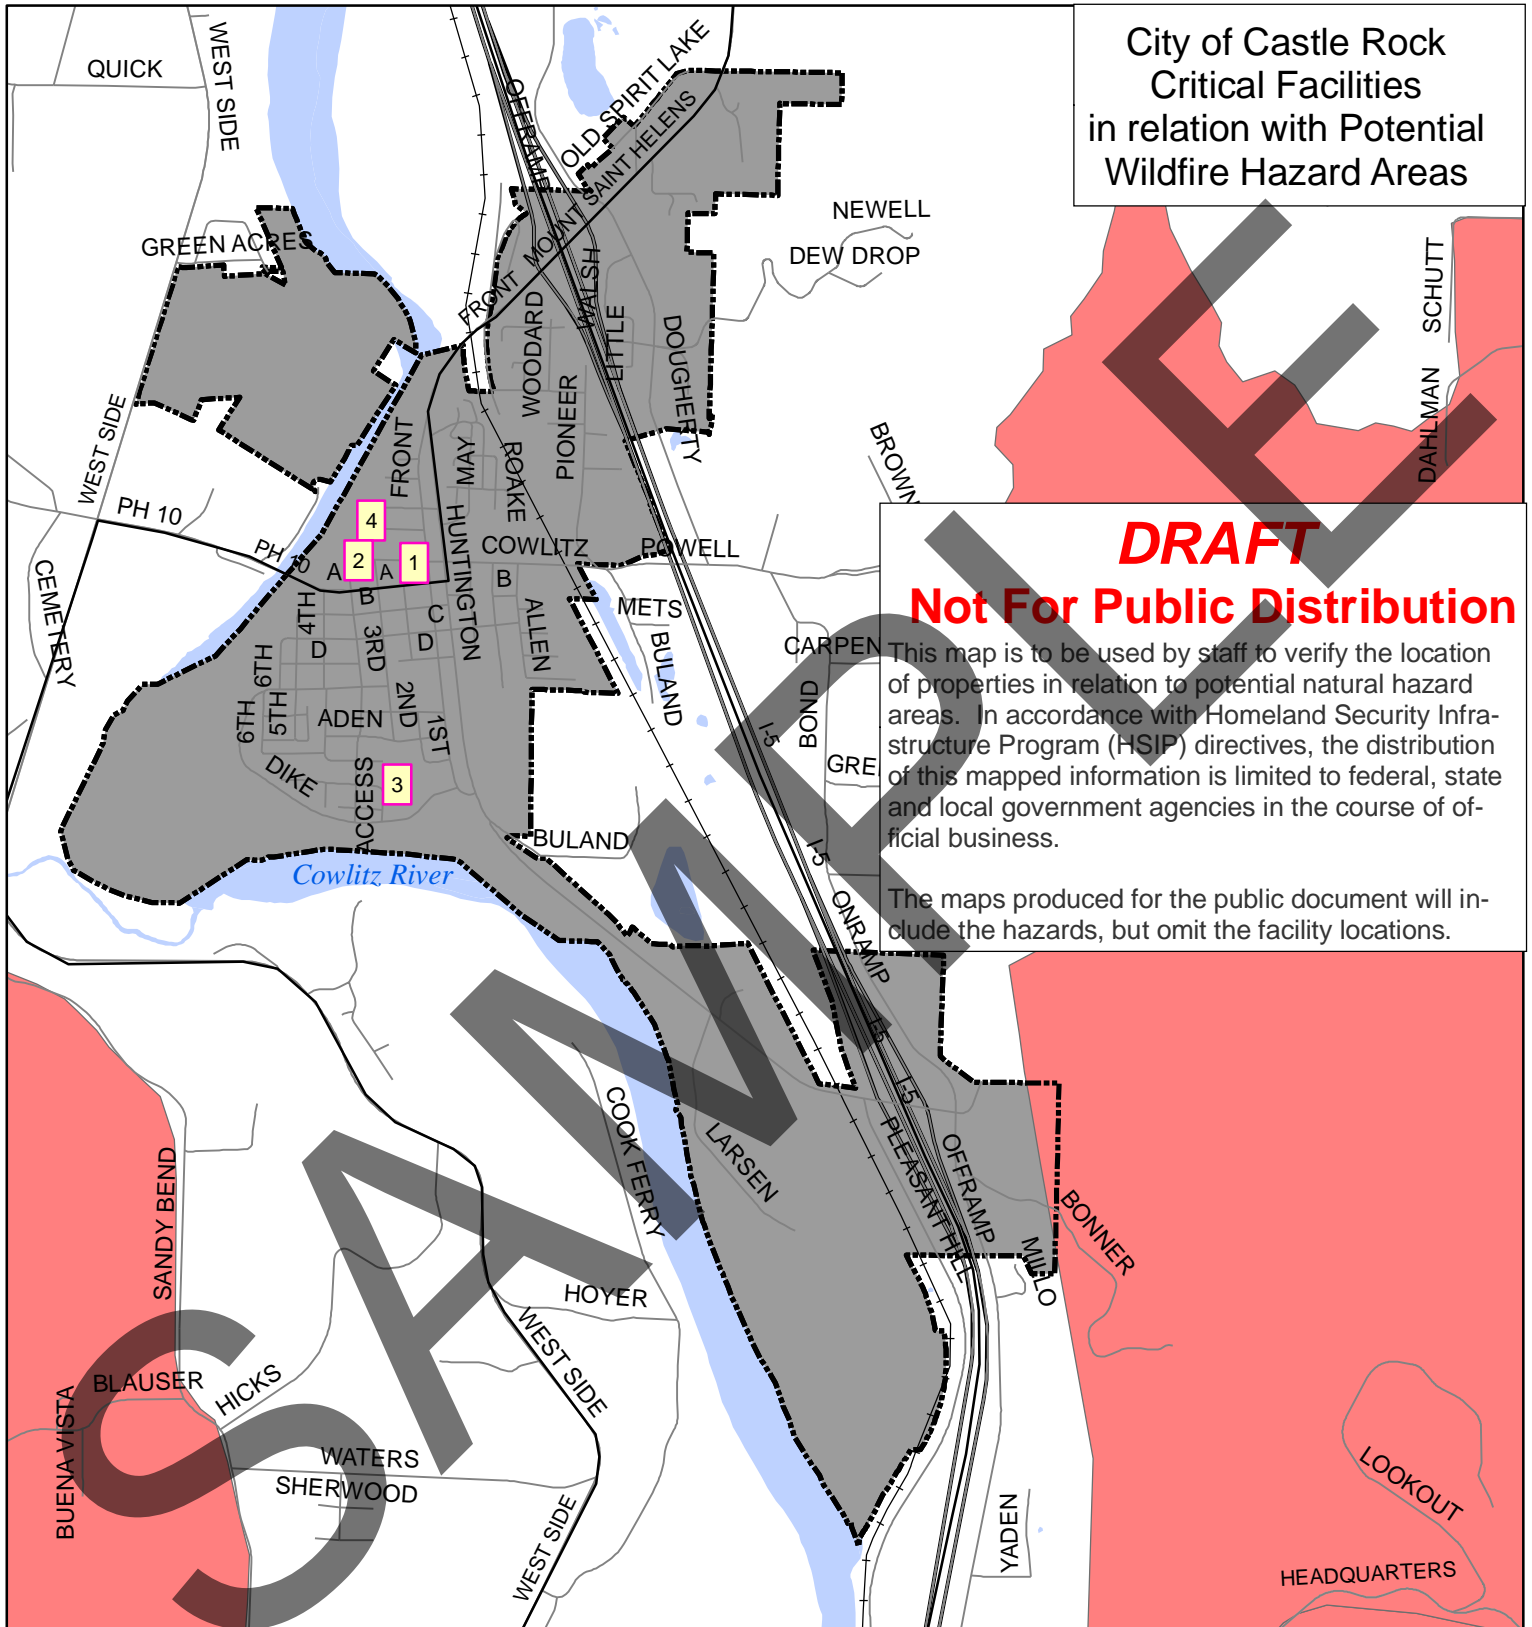 City of Castle Rock
Critical Facilities
in relation with Potential
Wildfire Hazard Areas
QUICK
WEST SIDE
OFFRAMP
OLD SPIRIT LAKE
MOUNT SAINT HELENS
NEWELL
DEW DROP
GREEN ACRES
FRONT
WALSH
WOODARD
LITTLE
DOUGHERTY
PIONEER
SCHUTT
DAHLMAN
WEST SIDE
FRONT
MAY
ROAKE
BROWN
PH 10
PH 10
4
2
1
A
A
B
HUNTINGTON
COWLITZ
POWELL
B
CEMETERY
4TH
D
3RD
C
D
ALLEN
METS
BULAND
CARPEN
BOND
GRE
6TH
6TH
5TH
ADEN
2ND
1ST
I-5
DIKE
ACCESS
3
BULAND
I-5
Cowlitz River
ONRAMP
DRAFT
Not For Public Distribution
This map is to be used by staff to verify the location
of properties in relation to potential natural hazard
areas. In accordance with Homeland Security Infra-
structure Program (HSIP) directives, the distribution
of this mapped information is limited to federal, state
and local government agencies in the course of of-
ficial business.
The maps produced for the public document will in-
clude the hazards, but omit the facility locations.
I-5
I-5
COOK FERRY
LARSEN
PLEASANT HILL
OFFRAMP
MILLO
BONNER
SANDY BEND
HOYER
WEST SIDE
BLAUSER
HICKS
BUENA VISTA
WATERS
SHERWOOD
WEST SIDE
YADEN
LOOKOUT
HEADQUARTERS
SAMPLE